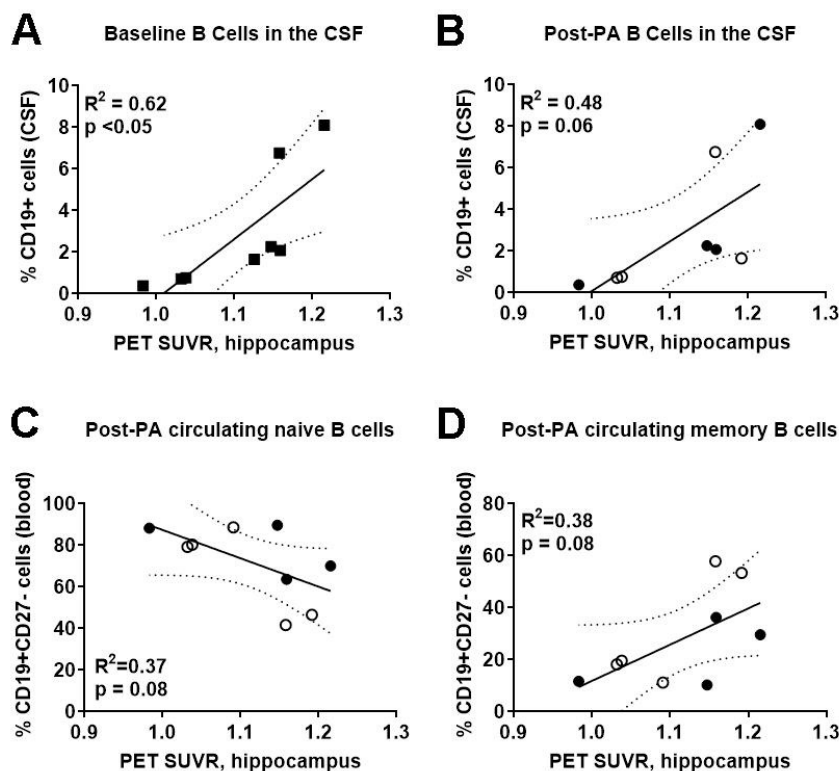 A
Baseline B Cells in the CSF
% CD19+ cells (CSF)
10
8
6
4
2
0
R² = 0.62
p <0.05
0.9 1.0 1.1 1.2 1.3
PET SUVR, hippocampus
B
Post-PA B Cells in the CSF
% CD19+ cells (CSF)
10
8
6
4
2
0
R² = 0.48
p = 0.06
0.9 1.0 1.1 1.2 1.3
PET SUVR, hippocampus
C
Post-PA circulating naive B cells
% CD19+CD27- cells (blood)
100
80
60
40
20
0
R²=0.37
p = 0.08
0.9 1.0 1.1 1.2 1.3
PET SUVR, hippocampus
D
Post-PA circulating memory B cells
% CD19+CD27- cells (blood)
80
60
40
20
0
R²=0.38
p = 0.08
0.9 1.0 1.1 1.2 1.3
PET SUVR, hippocampus